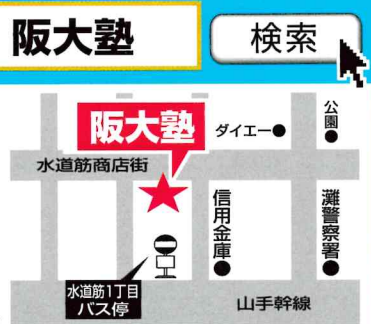 阪大塾
検索
阪大塾
ダイエー●
公園●
水道筋商店街
信用金庫●
灘警察署●
水道筋1丁目
バス停
山手幹線